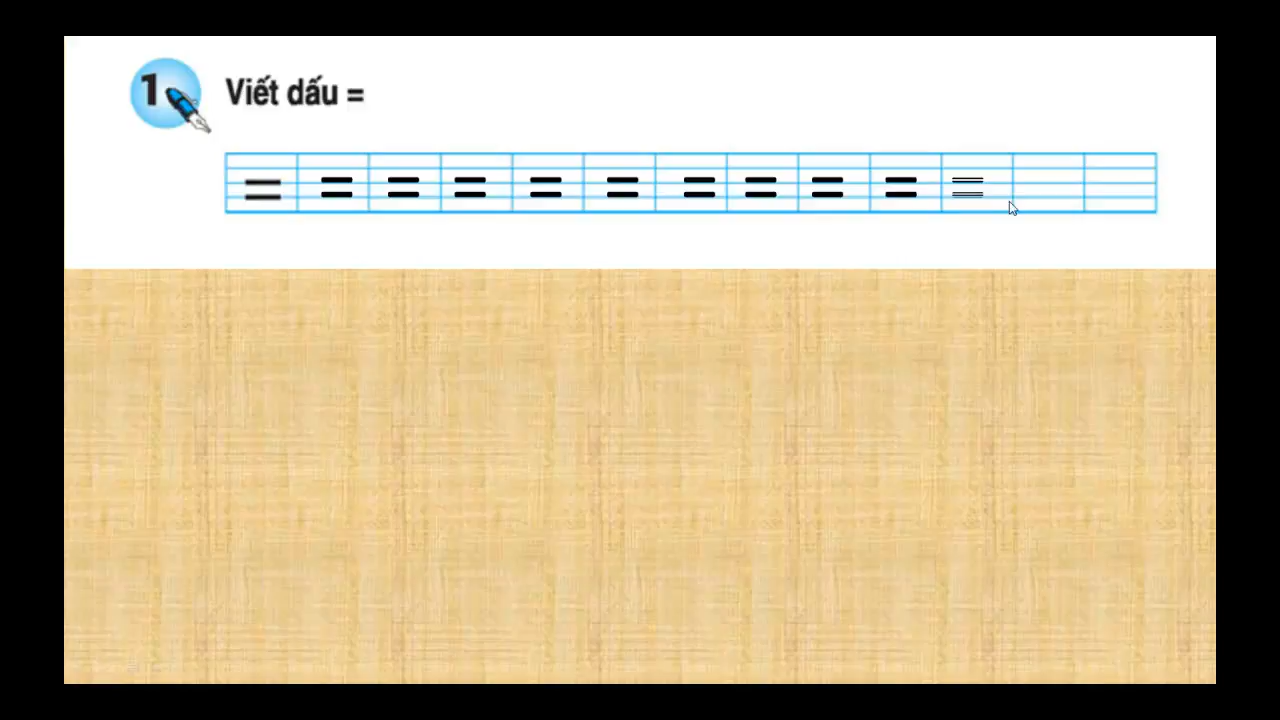 1 Viết dấu =
= = = = = = = = = = =